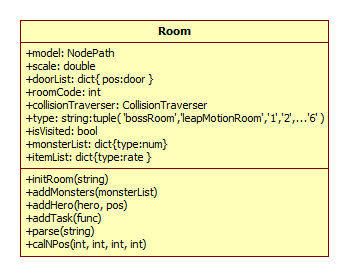 Room
+model: NodePath
+scale: double
+doorList: dict{ pos:door }
+roomCode: int
+collisionTraverser: CollisionTraverser
+type: string:tuple( 'bossRoom','leapMotionRoom','1','2',...'6' )
+isVisited: bool
+monsterList: dict{type:num}
+itemList: dict{type:rate }
+initRoom(string)
+addMonsters(monsterList)
+addHero(hero, pos)
+addTask(func)
+parse(string)
+calNPos(int, int, int, int)